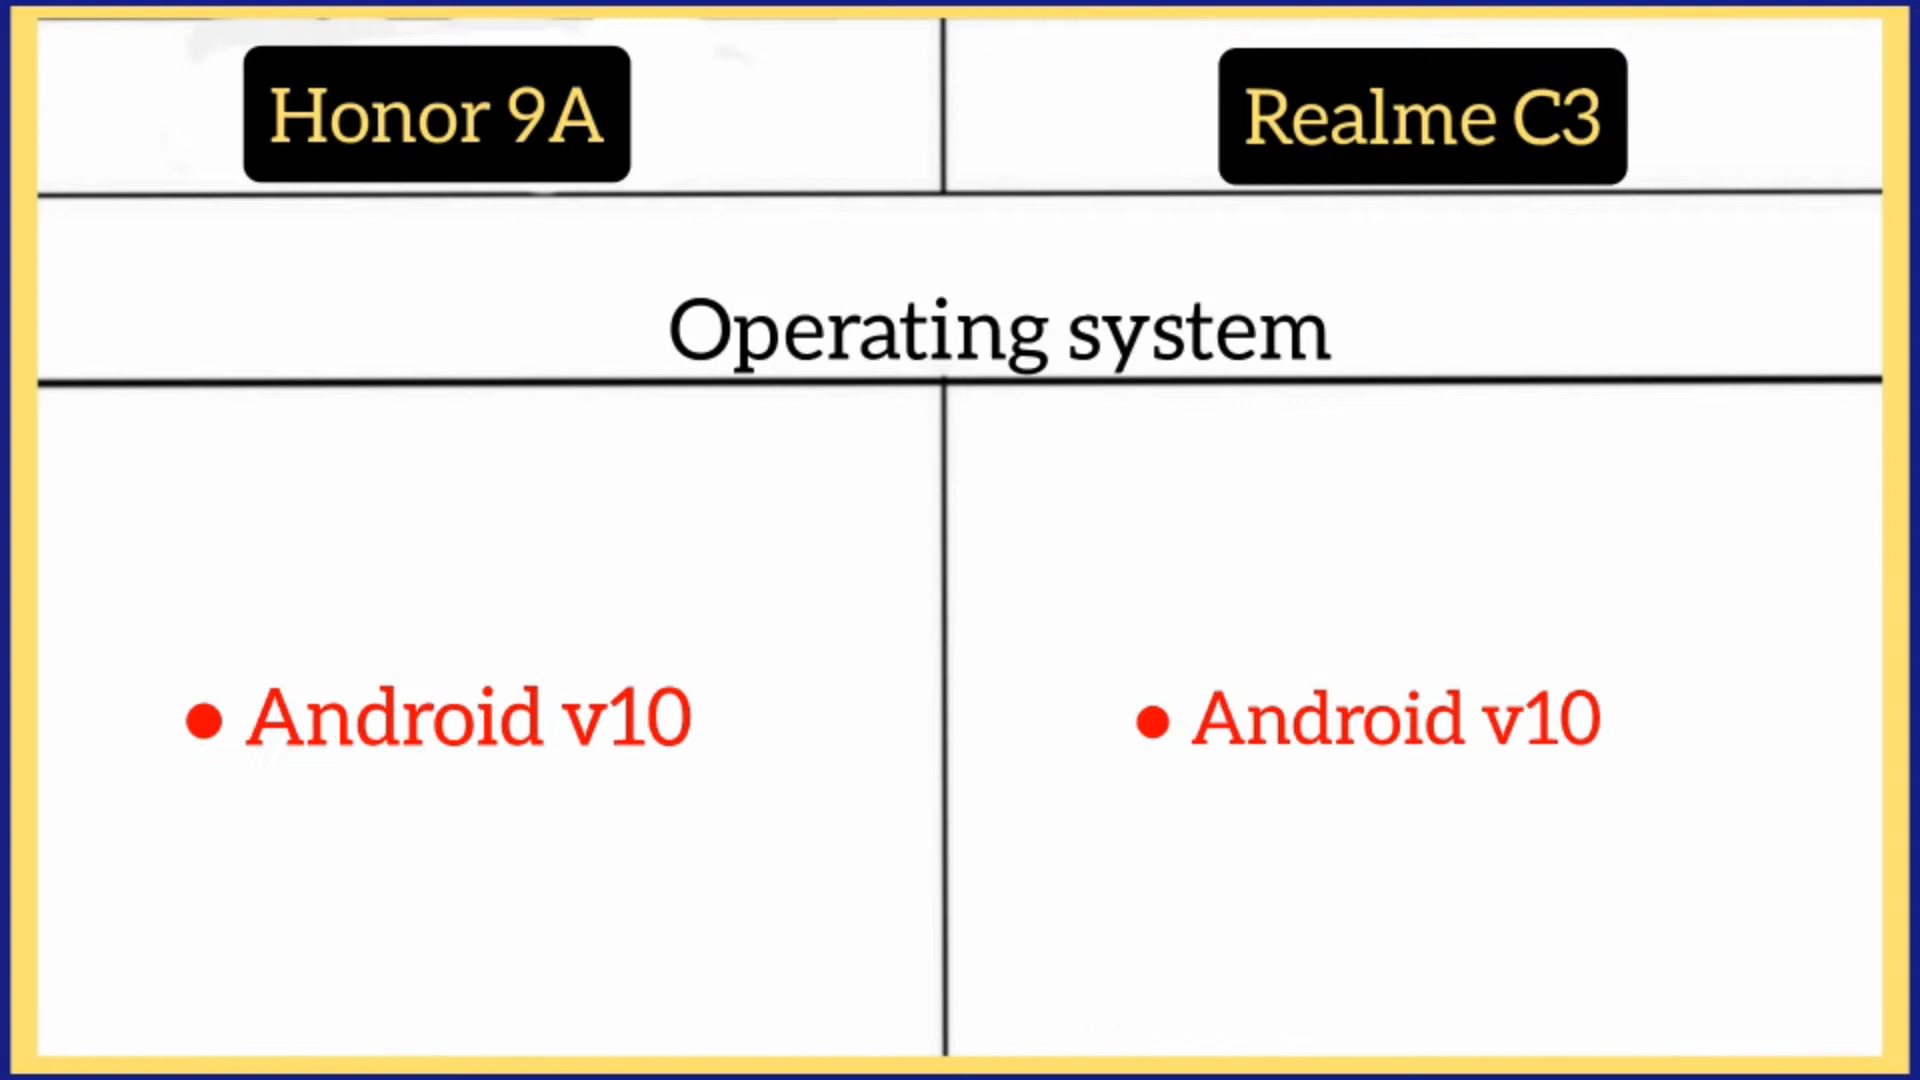 Honor 9A
Realme C3
Operating system
• Android v10
• Android v10